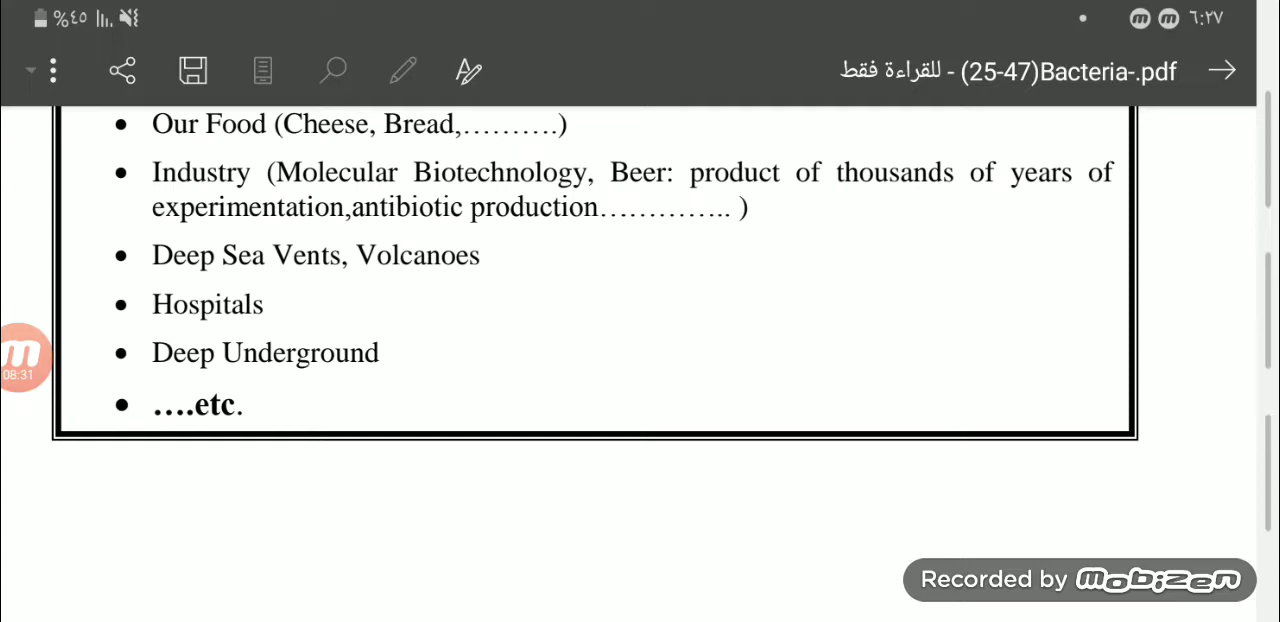 %٤٥
٦:٢٧
(25-47)Bacteria-.pdf - للقراءة فقط
• Our Food (Cheese, Bread,……….)
• Industry (Molecular Biotechnology, Beer: product of thousands of years of
experimentation,antibiotic production………….. )
• Deep Sea Vents, Volcanoes
• Hospitals
• Deep Underground
• ….etc.
m
08:31
Recorded by mobizen